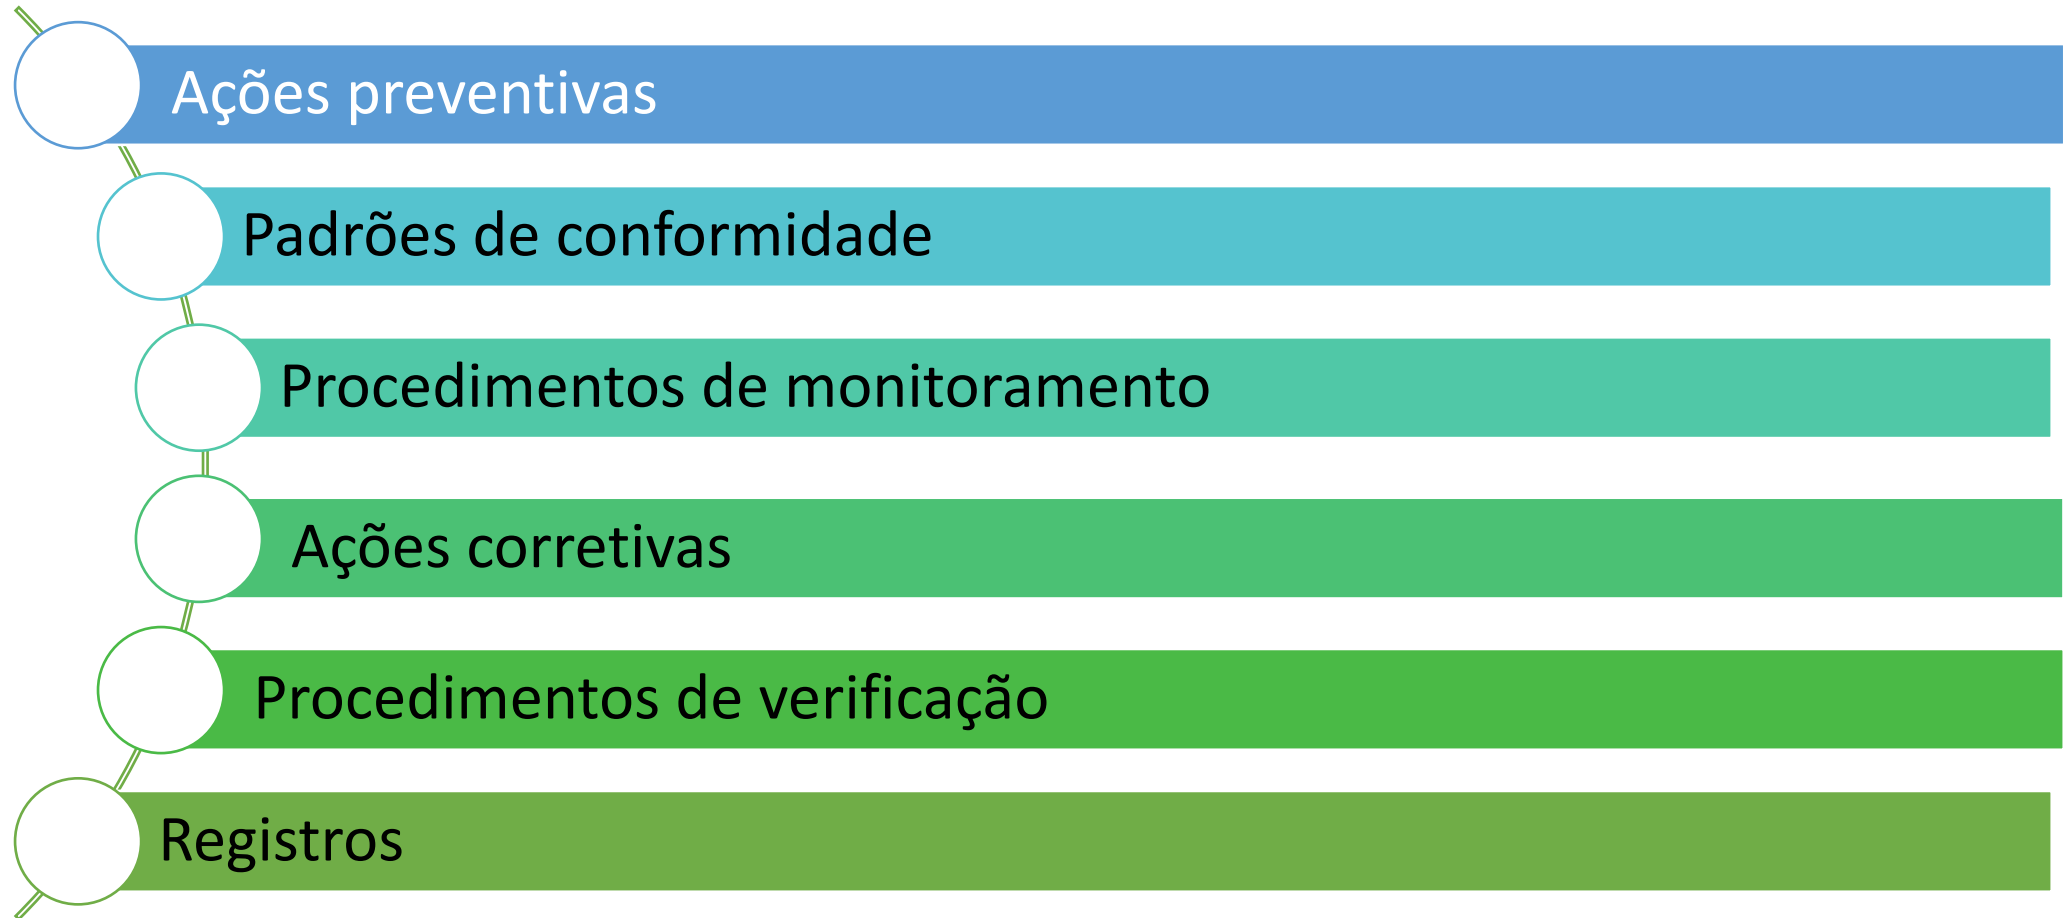 Ações preventivas
Padrões de conformidade
Procedimentos de monitoramento
Ações corretivas
Procedimentos de verificação
Registros